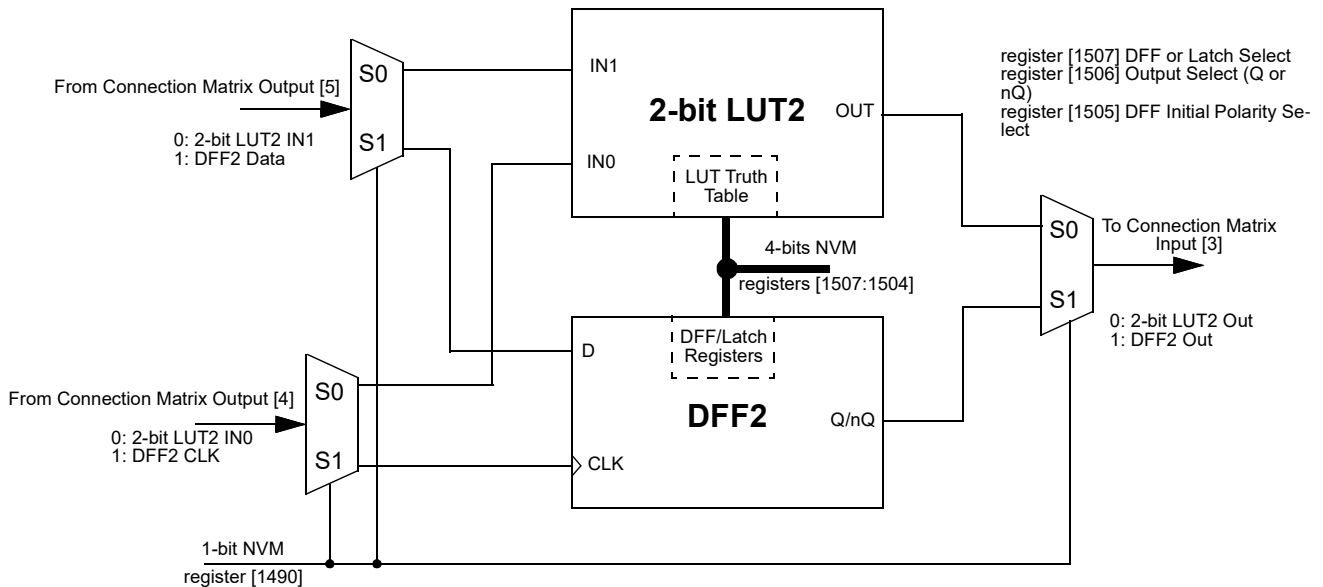 From Connection Matrix Output [5]
0: 2-bit LUT2 IN1
1: DFF2 Data
S0
S1
IN1
IN0
2-bit LUT2
OUT
LUT Truth
Table
register [1507] DFF or Latch Select
register [1506] Output Select (Q or
nQ)
register [1505] DFF Initial Polarity Se-
lect
4-bits NVM
registers [1507:1504]
S0
S1
To Connection Matrix
Input [3]
0: 2-bit LUT2 Out
1: DFF2 Out
DFF/Latch
Registers
D
DFF2
Q/nQ
CLK
From Connection Matrix Output [4]
0: 2-bit LUT2 IN0
1: DFF2 CLK
S0
S1
1-bit NVM
register [1490]